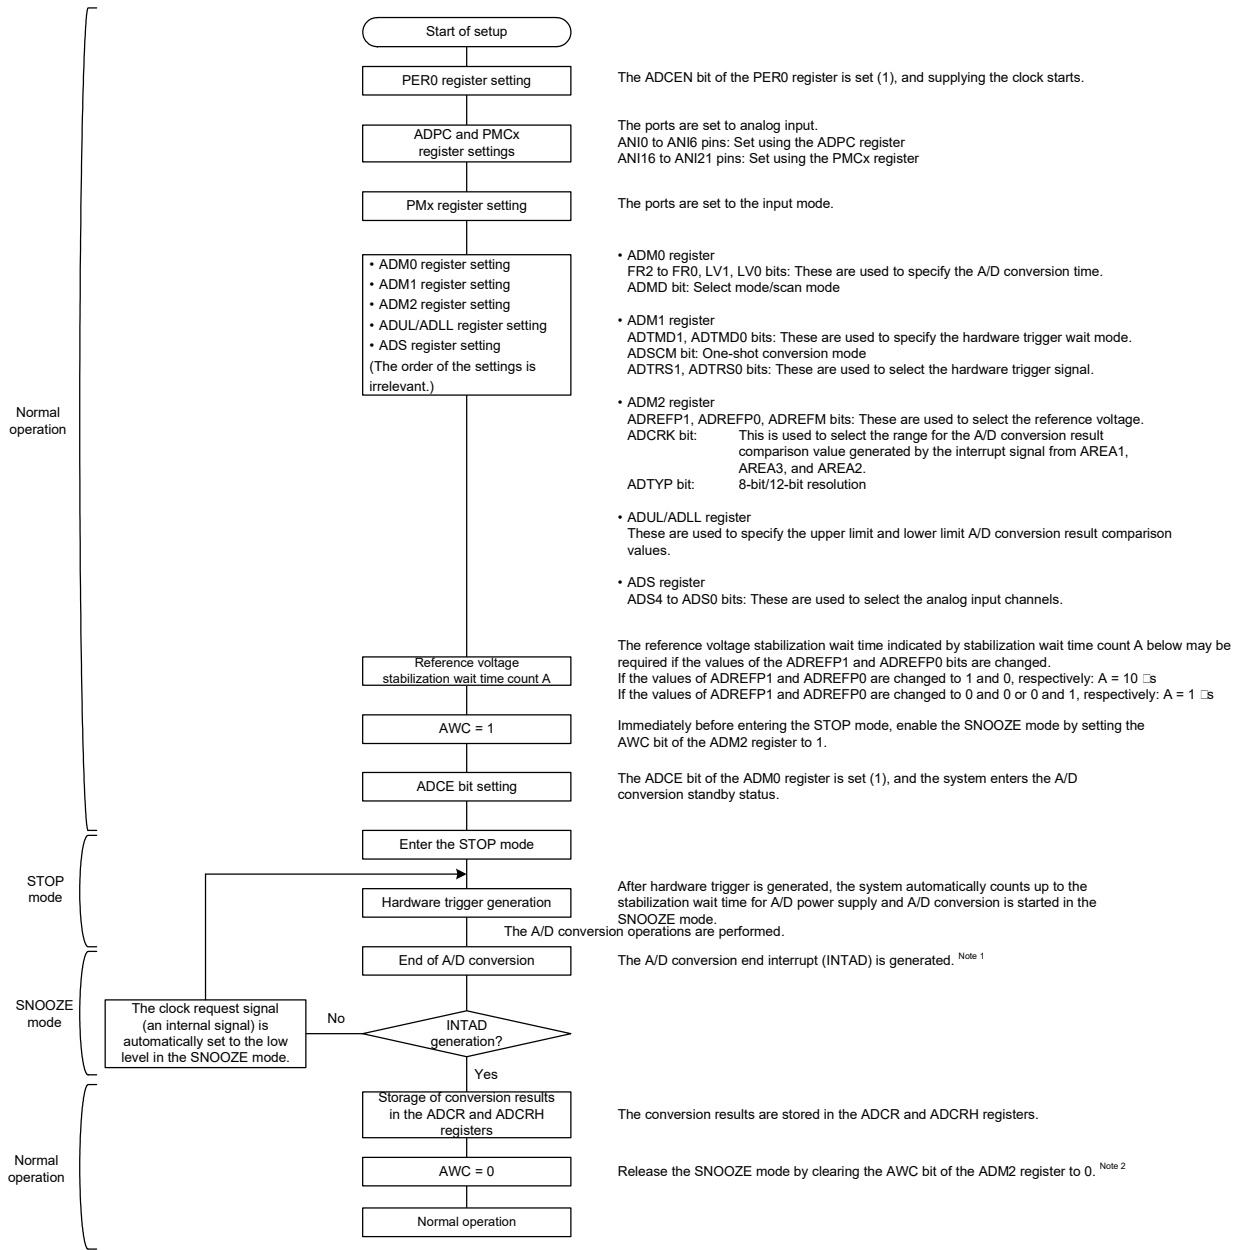 Start of setup
PER0 register setting
The ADCEN bit of the PER0 register is set (1), and supplying the clock starts.
ADPC and PMCx
register settings
The ports are set to analog input.
ANI0 to ANI6 pins: Set using the ADPC register
ANI16 to ANI21 pins: Set using the PMCx register
PMx register setting
The ports are set to the input mode.
• ADM0 register setting
• ADM1 register setting
• ADM2 register setting
• ADUL/ADLL register setting
• ADS register setting
(The order of the settings is
irrelevant.)
• ADM0 register
FR2 to FR0, LV1, LV0 bits: These are used to specify the A/D conversion time.
ADMD bit: Select mode/scan mode
• ADM1 register
ADTMD1, ADTMD0 bits: These are used to specify the hardware trigger wait mode.
ADSCM bit: One-shot conversion mode
ADTRS1, ADTRS0 bits: These are used to select the hardware trigger signal.
• ADM2 register
ADREFP1, ADREFP0, ADREFM bits: These are used to select the reference voltage.
ADCRK bit: This is used to select the range for the A/D conversion result
comparison value generated by the interrupt signal from AREA1,
AREA3, and AREA2.
ADTYP bit: 8-bit/12-bit resolution
• ADUL/ADLL register
These are used to specify the upper limit and lower limit A/D conversion result comparison
values.
• ADS register
ADS4 to ADS0 bits: These are used to select the analog input channels.
Normal
operation
Reference voltage
stabilization wait time count A
The reference voltage stabilization wait time indicated by stabilization wait time count A below may be
required if the values of the ADREFP1 and ADREFP0 bits are changed.
If the values of ADREFP1 and ADREFP0 are changed to 1 and 0, respectively: A = 10 □s
If the values of ADREFP1 and ADREFP0 are changed to 0 and 0 or 0 and 1, respectively: A = 1 □s
AWC = 1
Immediately before entering the STOP mode, enable the SNOOZE mode by setting the
AWC bit of the ADM2 register to 1.
ADCE bit setting
The ADCE bit of the ADM0 register is set (1), and the system enters the A/D
conversion standby status.
Enter the STOP mode
STOP
mode
Hardware trigger generation
After hardware trigger is generated, the system automatically counts up to the
stabilization wait time for A/D power supply and A/D conversion is started in the
SNOOZE mode.
The A/D conversion operations are performed.
End of A/D conversion
The A/D conversion end interrupt (INTAD) is generated. Note 1
SNOOZE
mode
The clock request signal
(an internal signal) is
automatically set to the low
level in the SNOOZE mode.
No
INTAD
generation?
Yes
Storage of conversion results
in the ADCR and ADCRH
registers
The conversion results are stored in the ADCR and ADCRH registers.
Normal
operation
AWC = 0
Release the SNOOZE mode by clearing the AWC bit of the ADM2 register to 0. Note 2
Normal operation